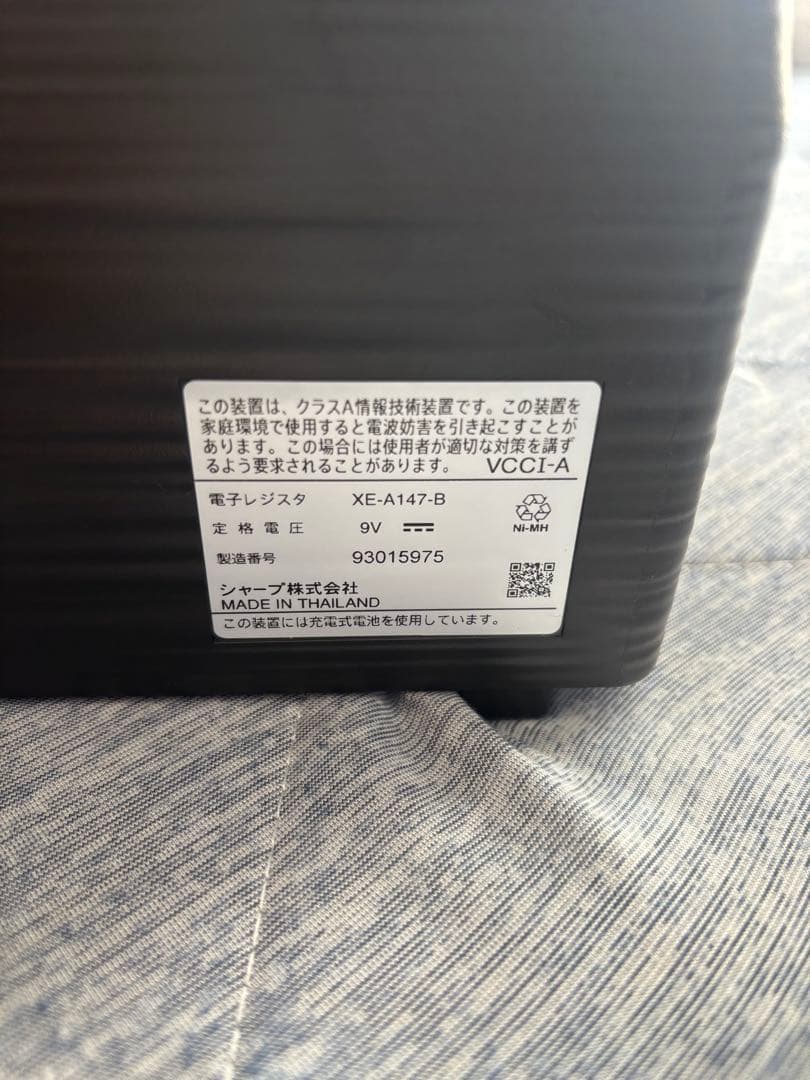 この装置は、クラスA情報技術装置です。この装置を
家庭環境で使用すると電波妨害を引き起こすことが
あります。この場合には使用者が適切な対策を講ず
るよう要求されることがあります。 VCCI-A
電子レジスタ XE-A147-B
定格電圧 9V
Ni-MH
製造番号 93015975
シャープ株式会社
MADE IN THAILAND
この装置には充電式電池を使用しています。